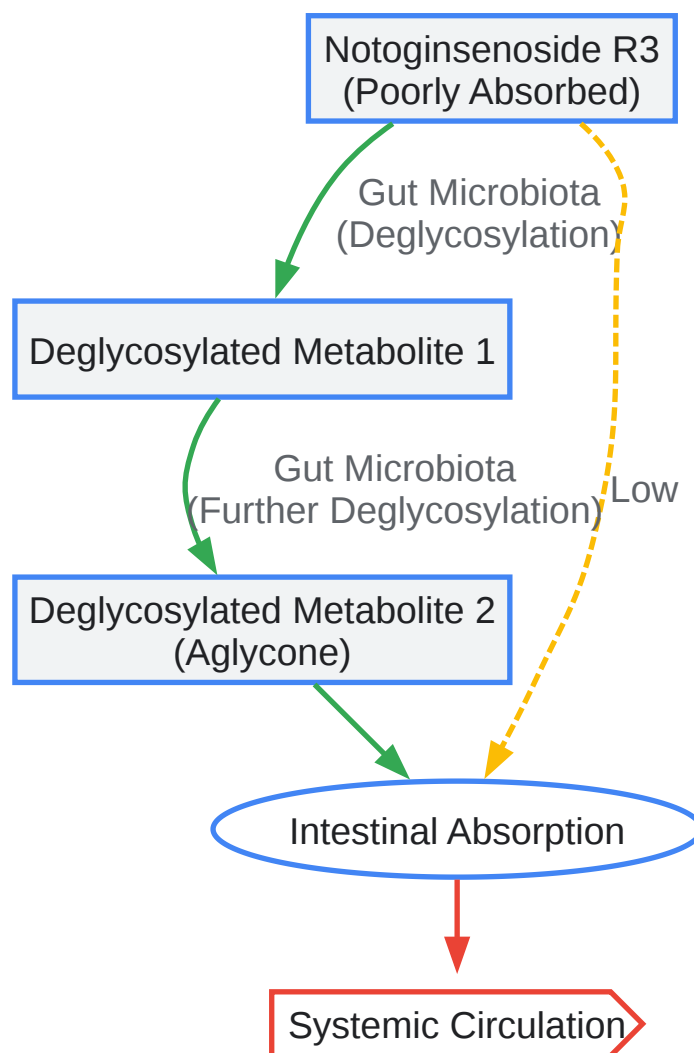 Notoginsenoside R3
(Poorly Absorbed)
Gut Microbiota
(Deglycosylation)
Deglycosylated Metabolite 1
Gut Microbiota
(Further Deglycosylation)
Low
Deglycosylated Metabolite 2
(Aglycone)
Intestinal Absorption
Systemic Circulation